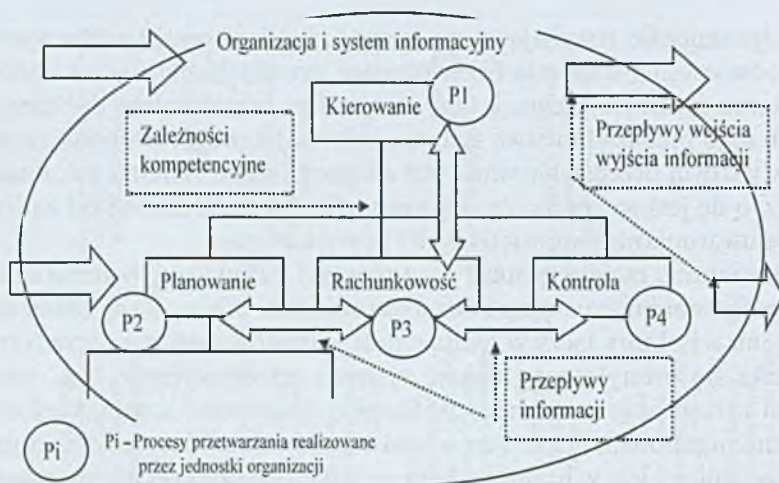 Organizacja i system informacyjny
Kierowanie
P1
Zależności
kompetencyjne
Przepływy wejścia
wyjścia informacji
Planowanie
Rachunkowość
Kontrola
P2
P3
P4
Przepływy
informacji
Pi
Pi – Procesy przetwarzania realizowane
przez jednostki organizacji